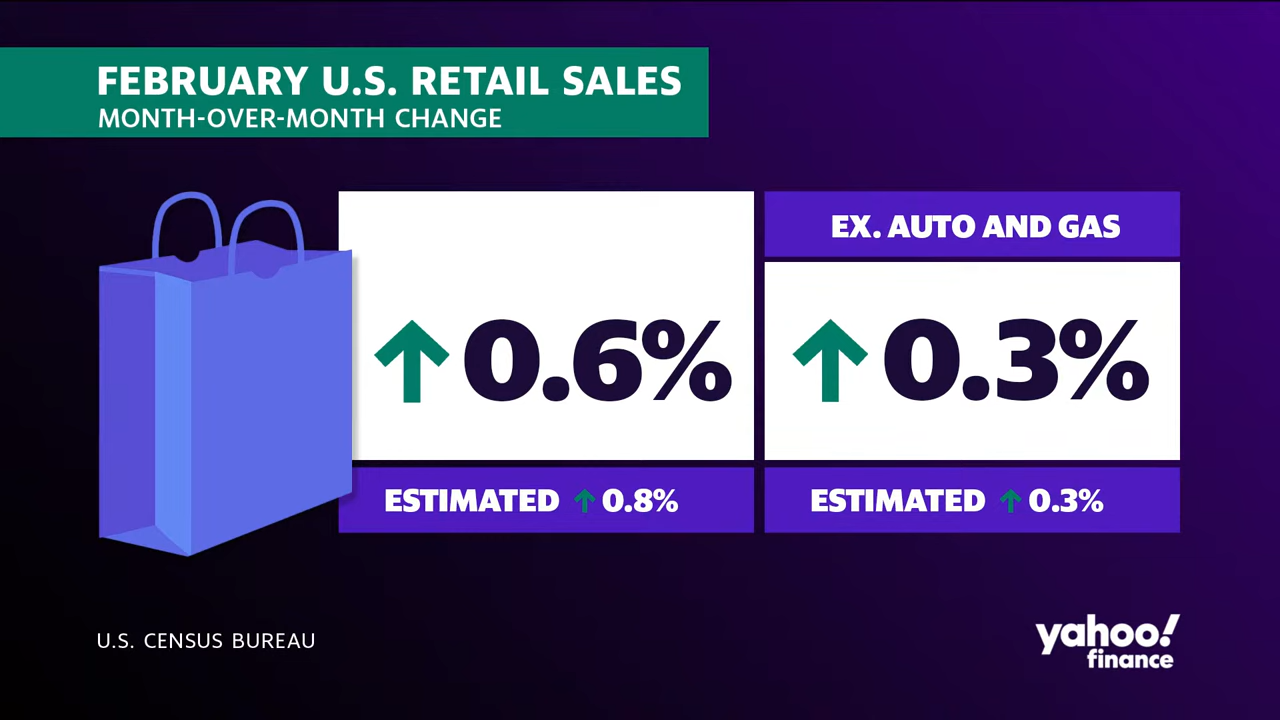 FEBRUARY U.S. RETAIL SALES
MONTH-OVER-MONTH CHANGE
↑ 0.6%
ESTIMATED ↑ 0.8%
EX. AUTO AND GAS
↑ 0.3%
ESTIMATED ↑ 0.3%
U.S. CENSUS BUREAU
yahoo!
finance